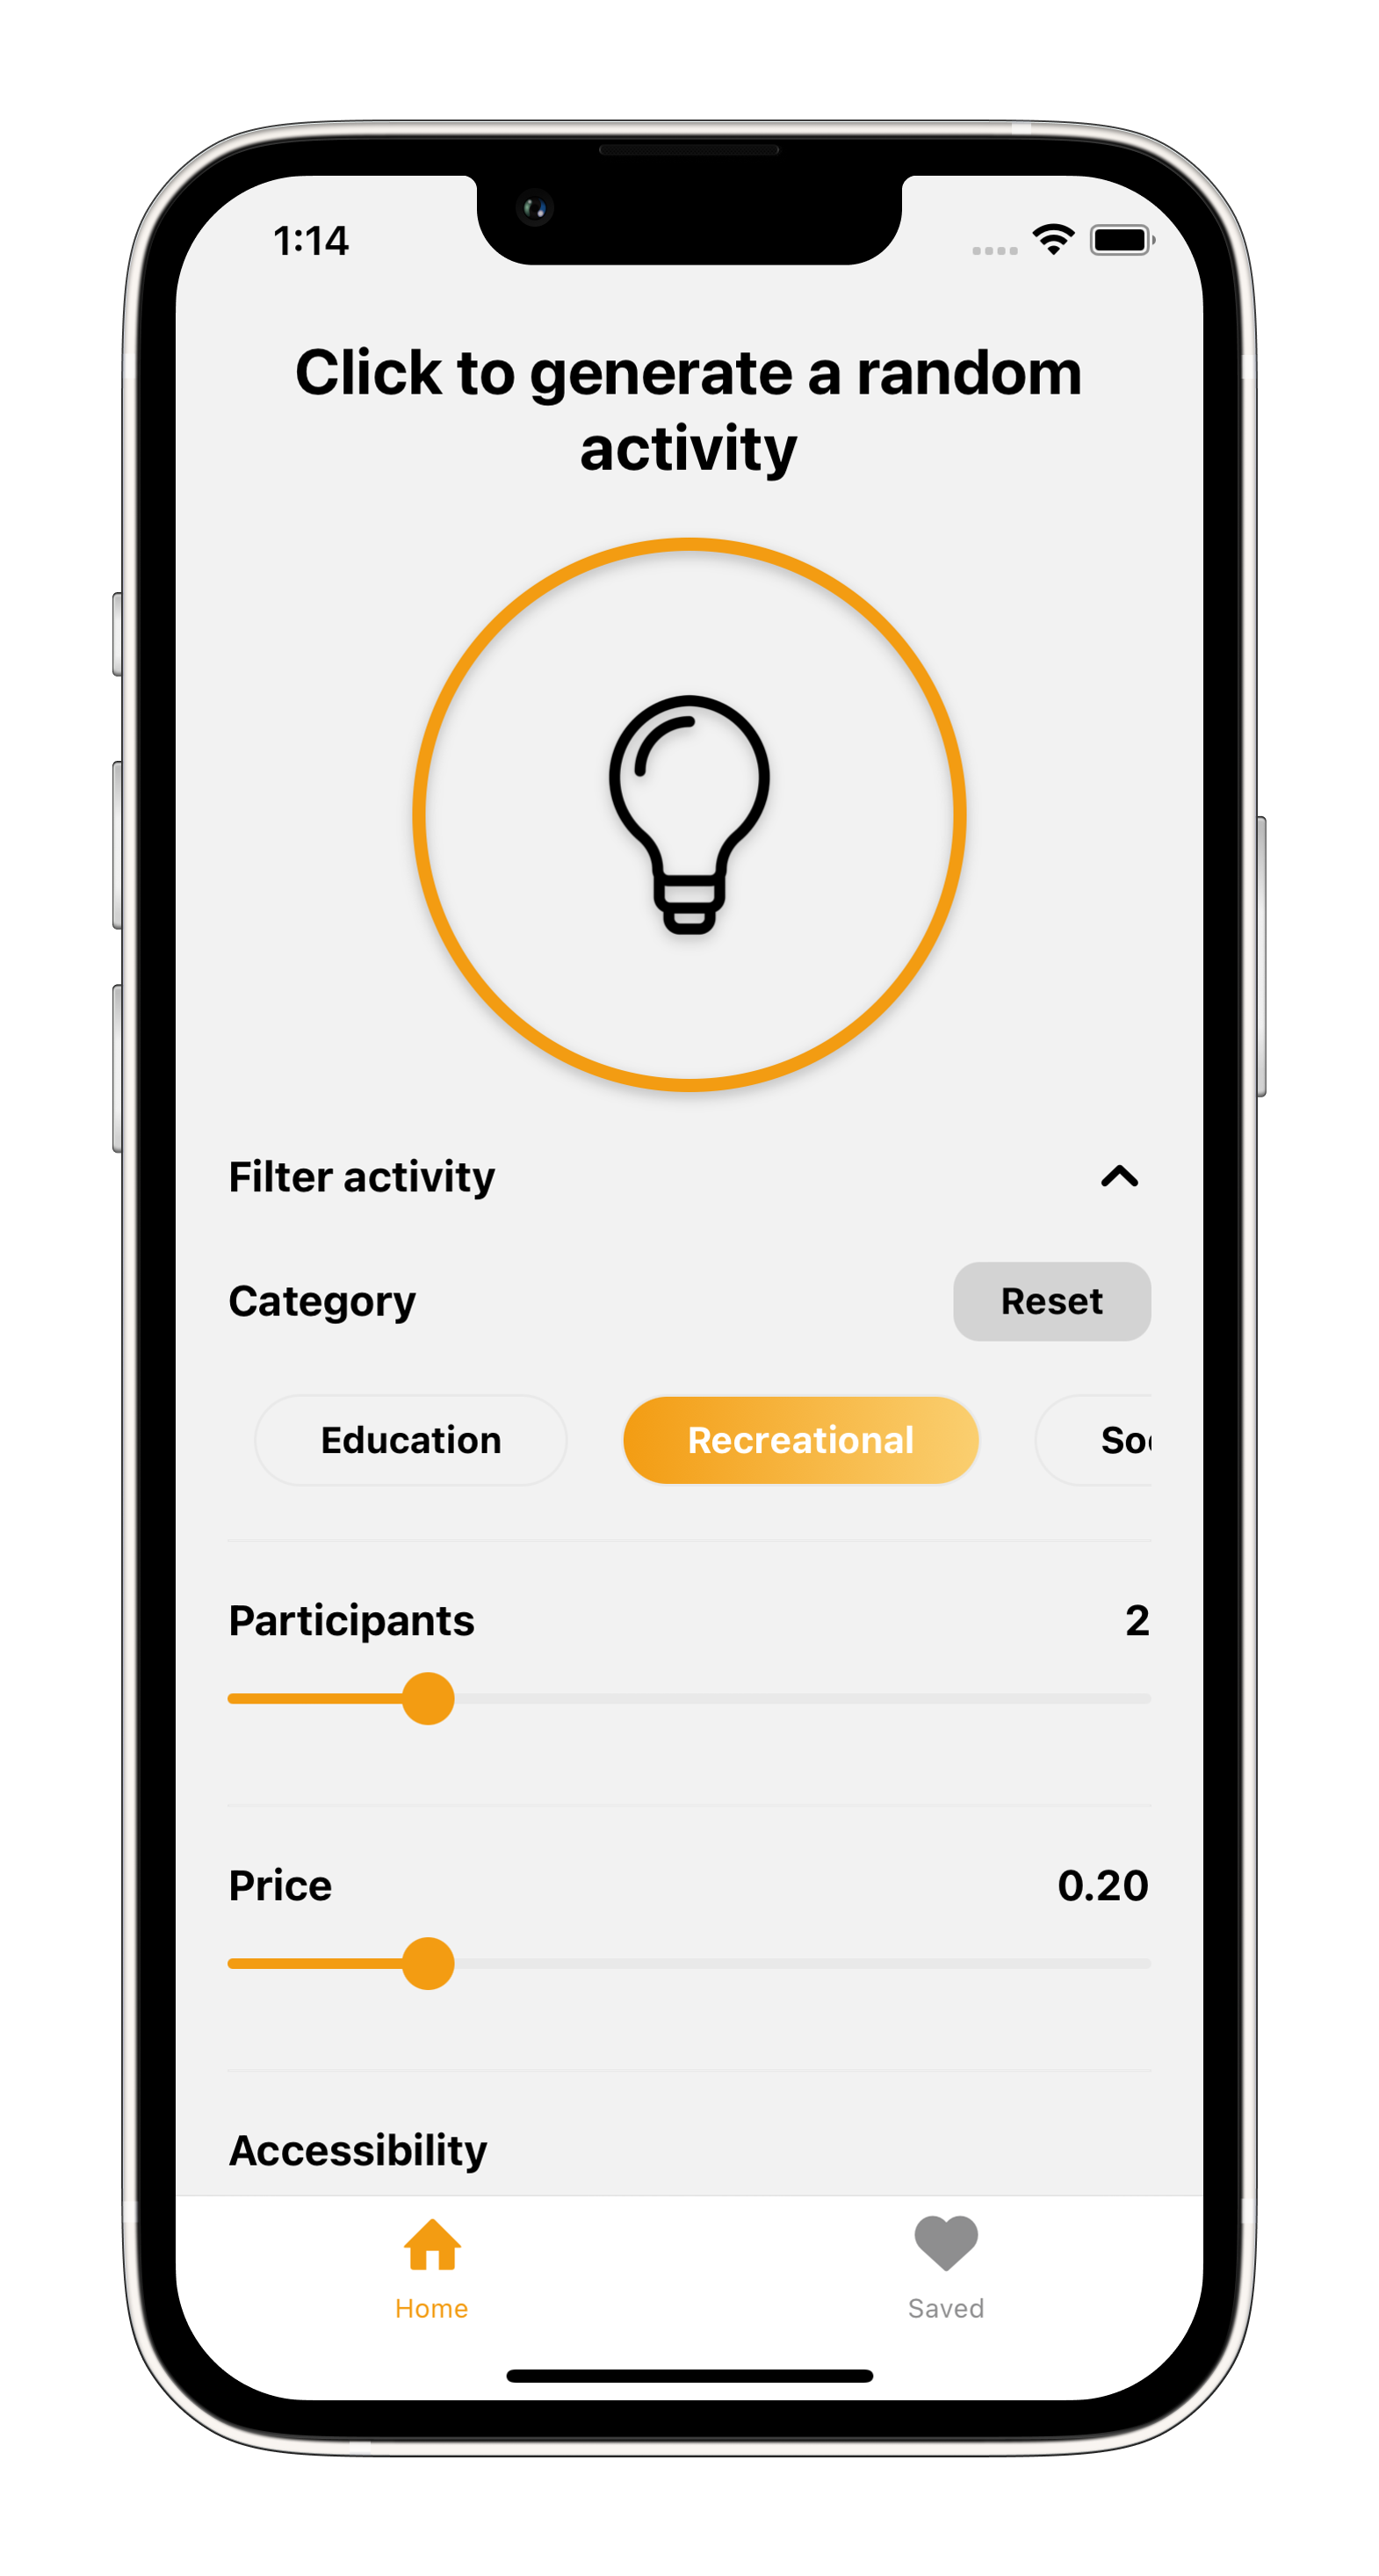 1:14
Click to generate a random
activity
Filter activity
Category
Reset
Education
Recreational
Participants
2
Price
0.20
Accessibility
Home
Saved